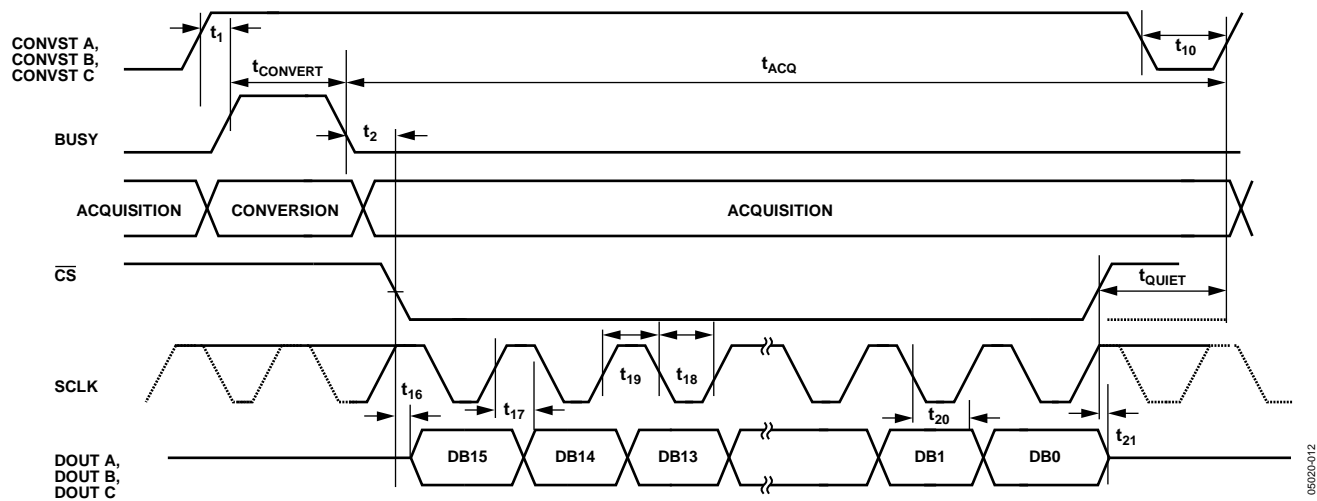 CONVST A,
CONVST B,
CONVST C
t1
t10
tCONVERT
tACQ
BUSY
t2
ACQUISITION
CONVERSION
ACQUISITION
CS
tQUIET
SCLK
t16
t17
t19
t18
t20
t21
DOUT A,
DOUT B,
DOUT C
DB15
DB14
DB13
DB1
DB0
05020-012